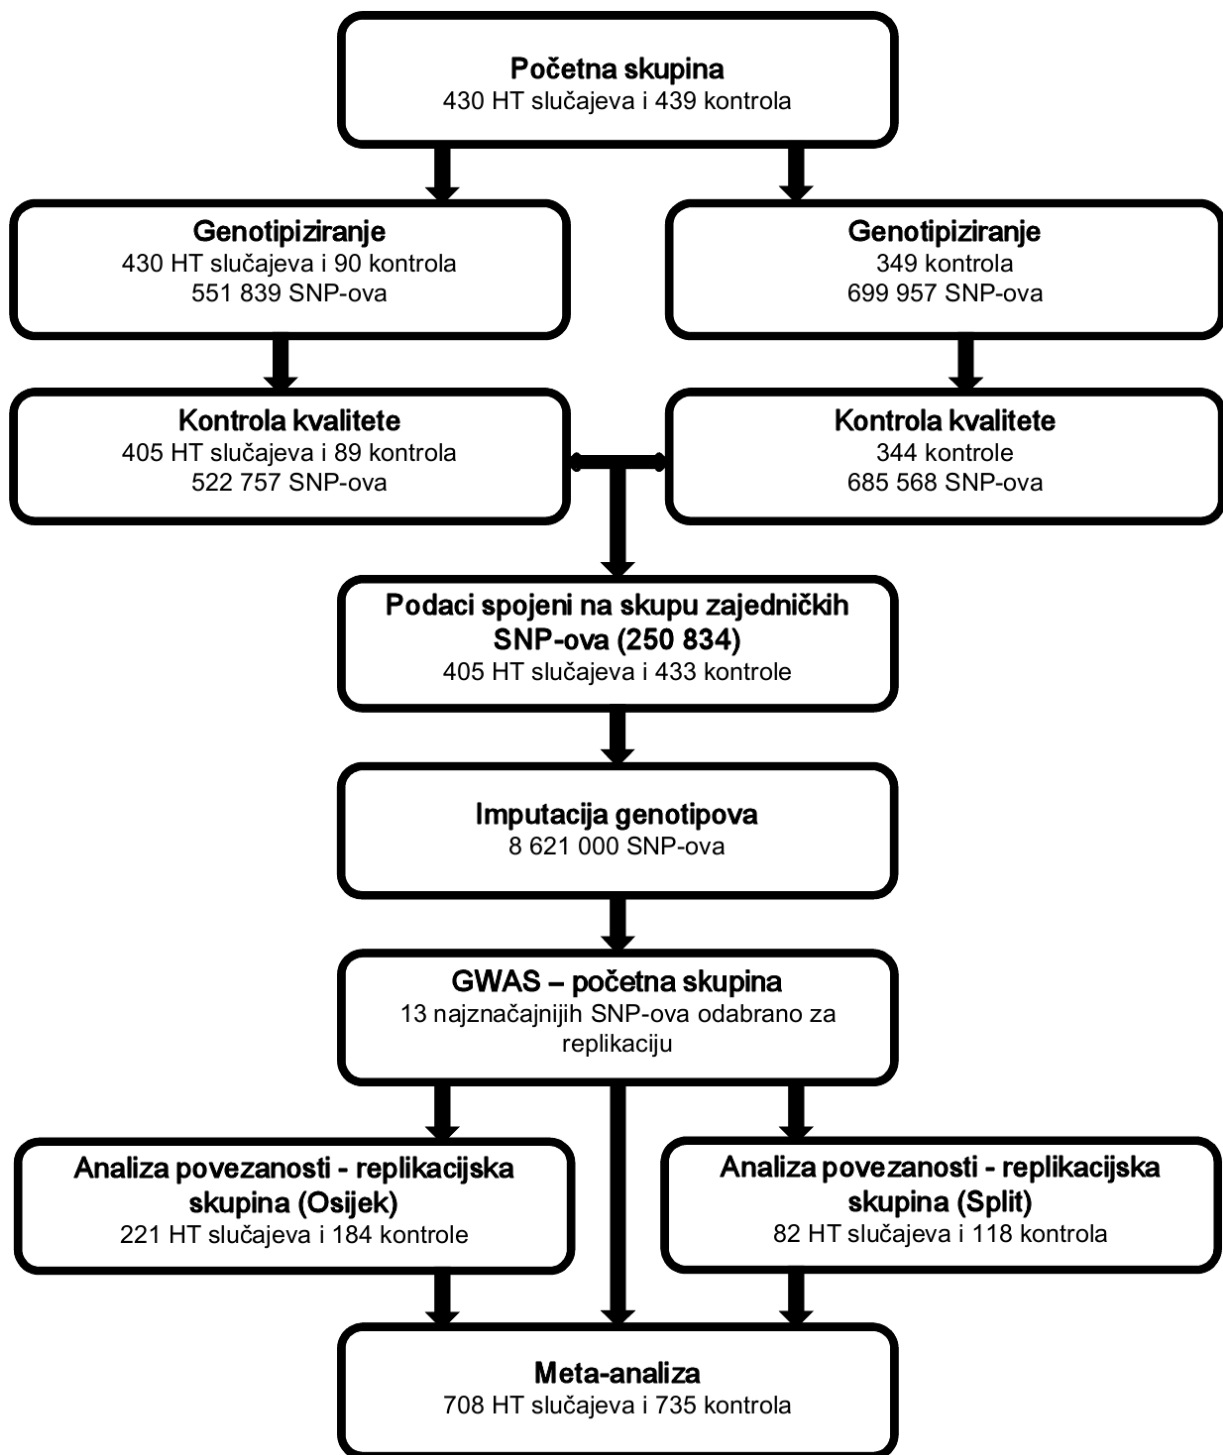 Početna skupina
430 HT slučajeva i 439 kontrola
Genotipiziranje
430 HT slučajeva i 90 kontrola
551 839 SNP-ova
Genotipiziranje
349 kontrola
699 957 SNP-ova
Kontrola kvalitete
405 HT slučajeva i 89 kontrola
522 757 SNP-ova
Kontrola kvalitete
344 kontrole
685 568 SNP-ova
Podaci spojeni na skupu zajedničkih
SNP-ova (250 834)
405 HT slučajeva i 433 kontrole
Imputacija genotipova
8 621 000 SNP-ova
GWAS – početna skupina
13 najznačajnijih SNP-ova odabrano za
replikaciju
Analiza povezanosti - replikacijska
skupina (Osijek)
221 HT slučajeva i 184 kontrole
Analiza povezanosti - replikacijska
skupina (Split)
82 HT slučajeva i 118 kontrola
Meta-analiza
708 HT slučajeva i 735 kontrola